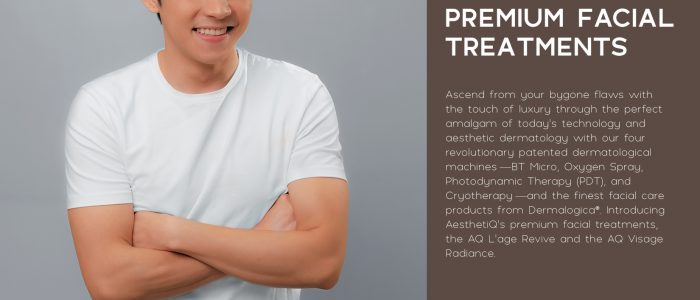 PREMIUM FACIAL
TREATMENTS
Ascend from your bygone flaws with
the touch of luxury through the perfect
amalgam of today's technology and
aesthetic dermatology with our four
revolutionary patented dermatological
machines—BT Micro, Oxygen Spray,
Photodynamic Therapy (PDT), and
Cryotherapy—and the finest facial care
products from Dermalogica®. Introducing
AesthetiQ's premium facial treatments,
the AQ L'age Revive and the AQ Visage
Radiance.